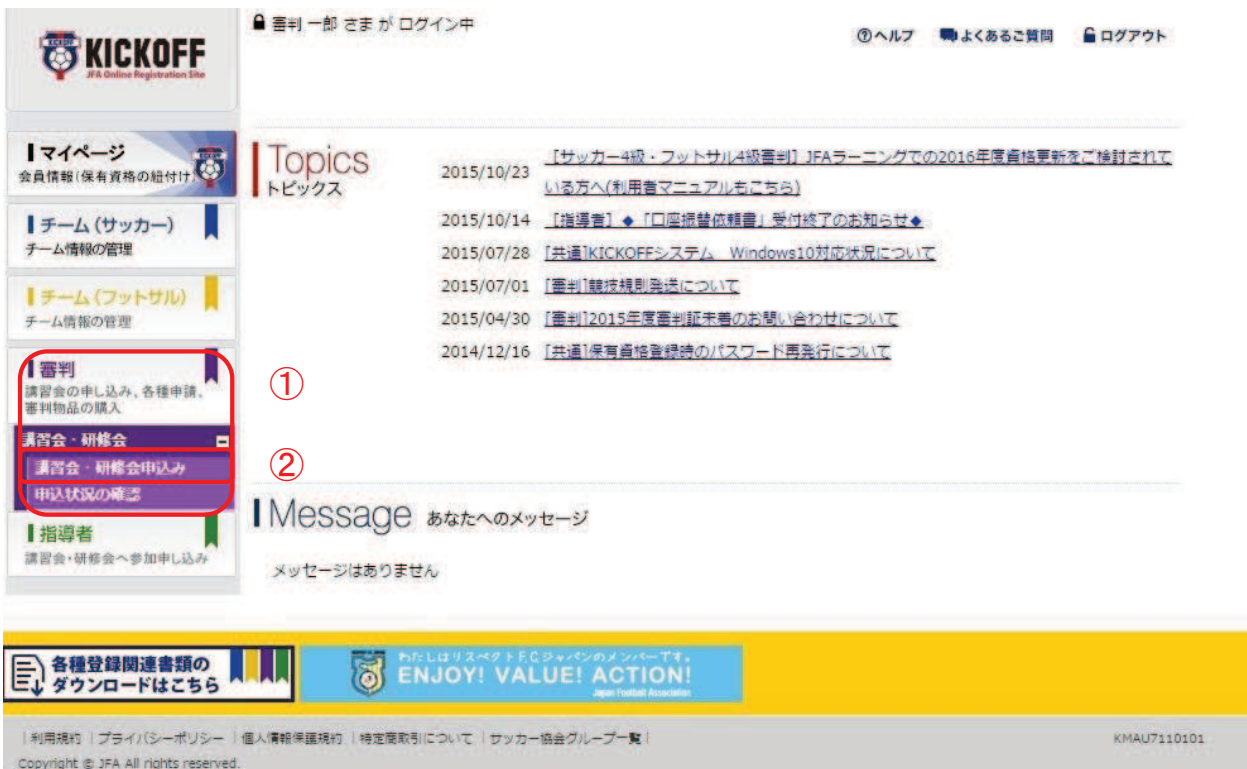 審判 一郎 さま が ログイン中
ヘルプ よくあるご質問 ログアウト
KICKOFF
JFA Online Registration Site
マイページ
会員情報(保有資格の紐付け)
チーム(サッカー)
チーム情報の管理
チーム(フットサル)
チーム情報の管理
審判
講習会の申し込み、各種申請、
審判物品の購入
講習会・研修会
講習会・研修会申込み
申込状況の確認
指導者
講習会・研修会へ参加申し込み
①
②
Topics
トピックス
2015/10/23 [サッカー4級・フットサル4級審判] JFAラーニングでの2016年度資格更新をご検討されて
いる方へ(利用者マニュアルもこちら)
2015/10/14 [指導者] ◆「口座振替依頼書」受付終了のお知らせ◆
2015/07/28 [共通]KICKOFFシステム Windows10対応状況について
2015/07/01 [審判]競技規則発送について
2015/04/30 [審判]2015年度審判証未着のお問い合わせについて
2014/12/16 [共通]保有資格登録時のパスワード再発行について
Message あなたへのメッセージ
メッセージはありません
各種登録関連書類の
ダウンロードはこちら
わたしはリスペクトF.C.ジャパンのメンバーです。
ENJOY! VALUE! ACTION!
Japan Football Association
|利用規約 |プライバシーポリシー |個人情報保護規約 |特定商取引について |サッカー協会グループ一覧|
KMAU7110101
Copyright © JFA All rights reserved.